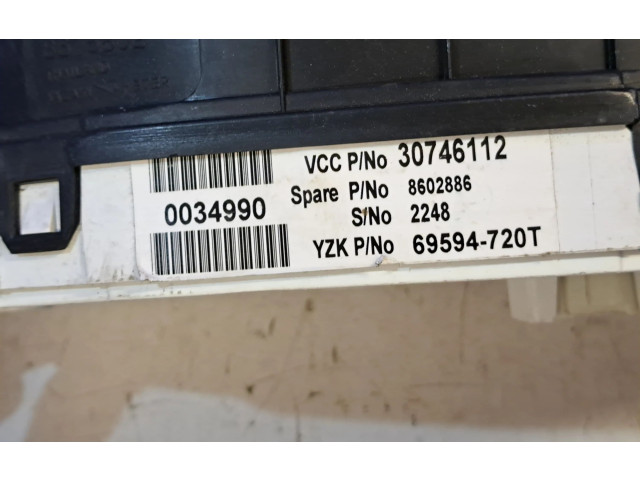 VCC P/No 30746112
0034990
Spare P/No 8602886
S/No 2248
YZK P/No 69594-720T